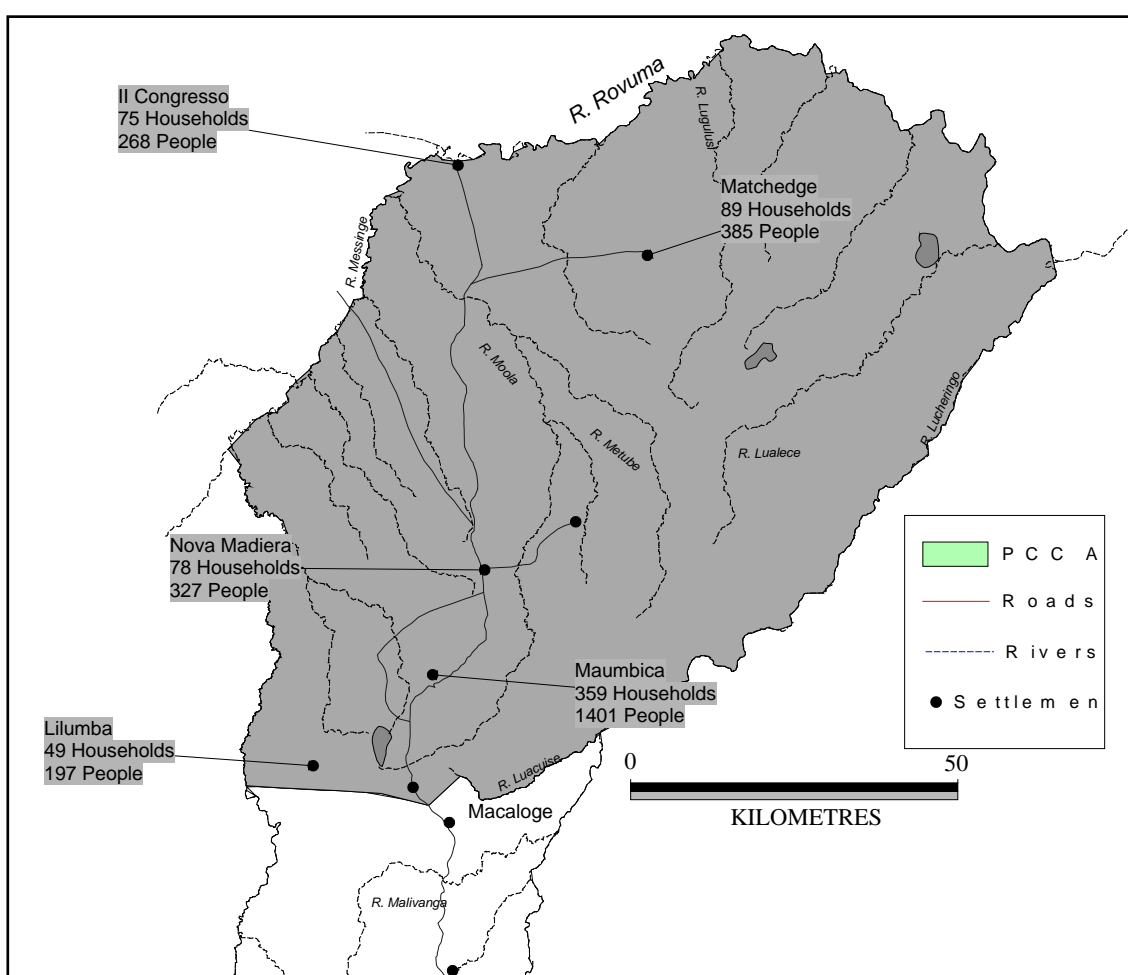 II Congresso
75 Households
268 People
R. Rovuma
R. Lugulusi
Matchedge
89 Households
385 People
R. Messinge
R. Moola
R. Metube
R. Lualece
R. Lucheringo
Nova Madiera
78 Households
327 People
Maumbica
359 Households
1401 People
Lilumba
49 Households
197 People
R. Luacuise
Macaloge
R. Malivanga
P C C A
R o a d s
R i v e r s
S e ttle m en
0 50
KILOMETRES